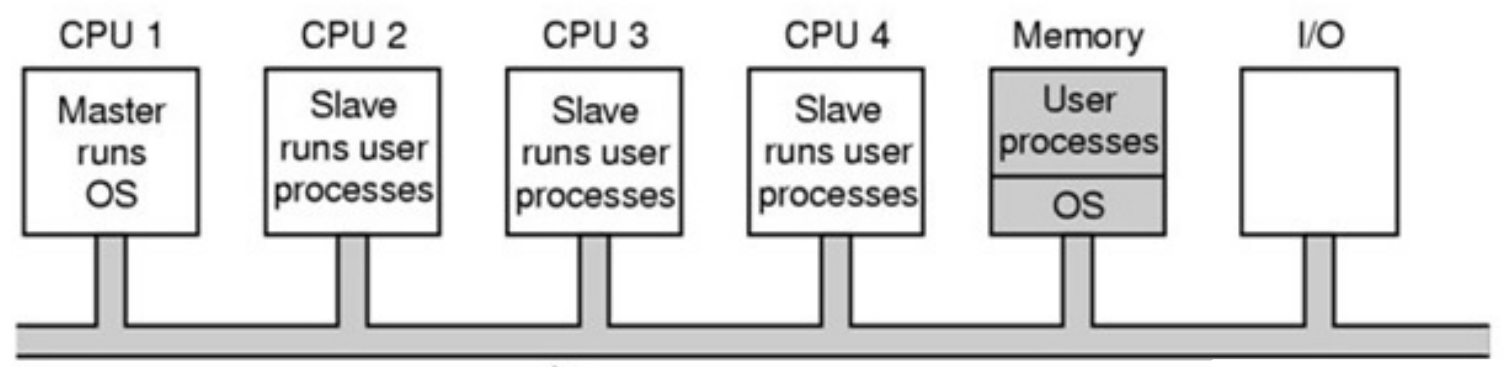 CPU 1
CPU 2
CPU 3
CPU 4
Memory
I/O
Master
runs
OS
Slave
runs user
processes
Slave
runs user
processes
Slave
runs user
processes
User
processes
OS